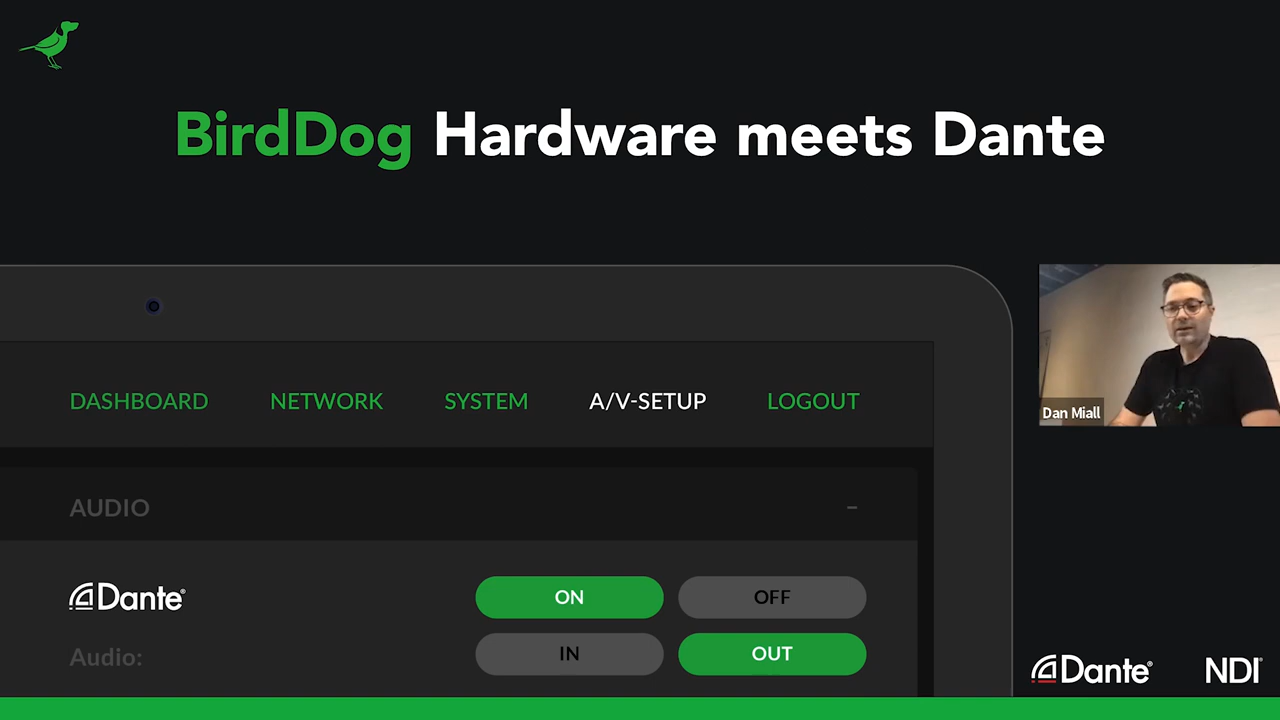 BirdDog Hardware meets Dante
DASHBOARD NETWORK SYSTEM A/V-SETUP LOGOUT
Dan Miall
AUDIO –
Dante® ON OFF
Audio: IN OUT
Dante® NDI®